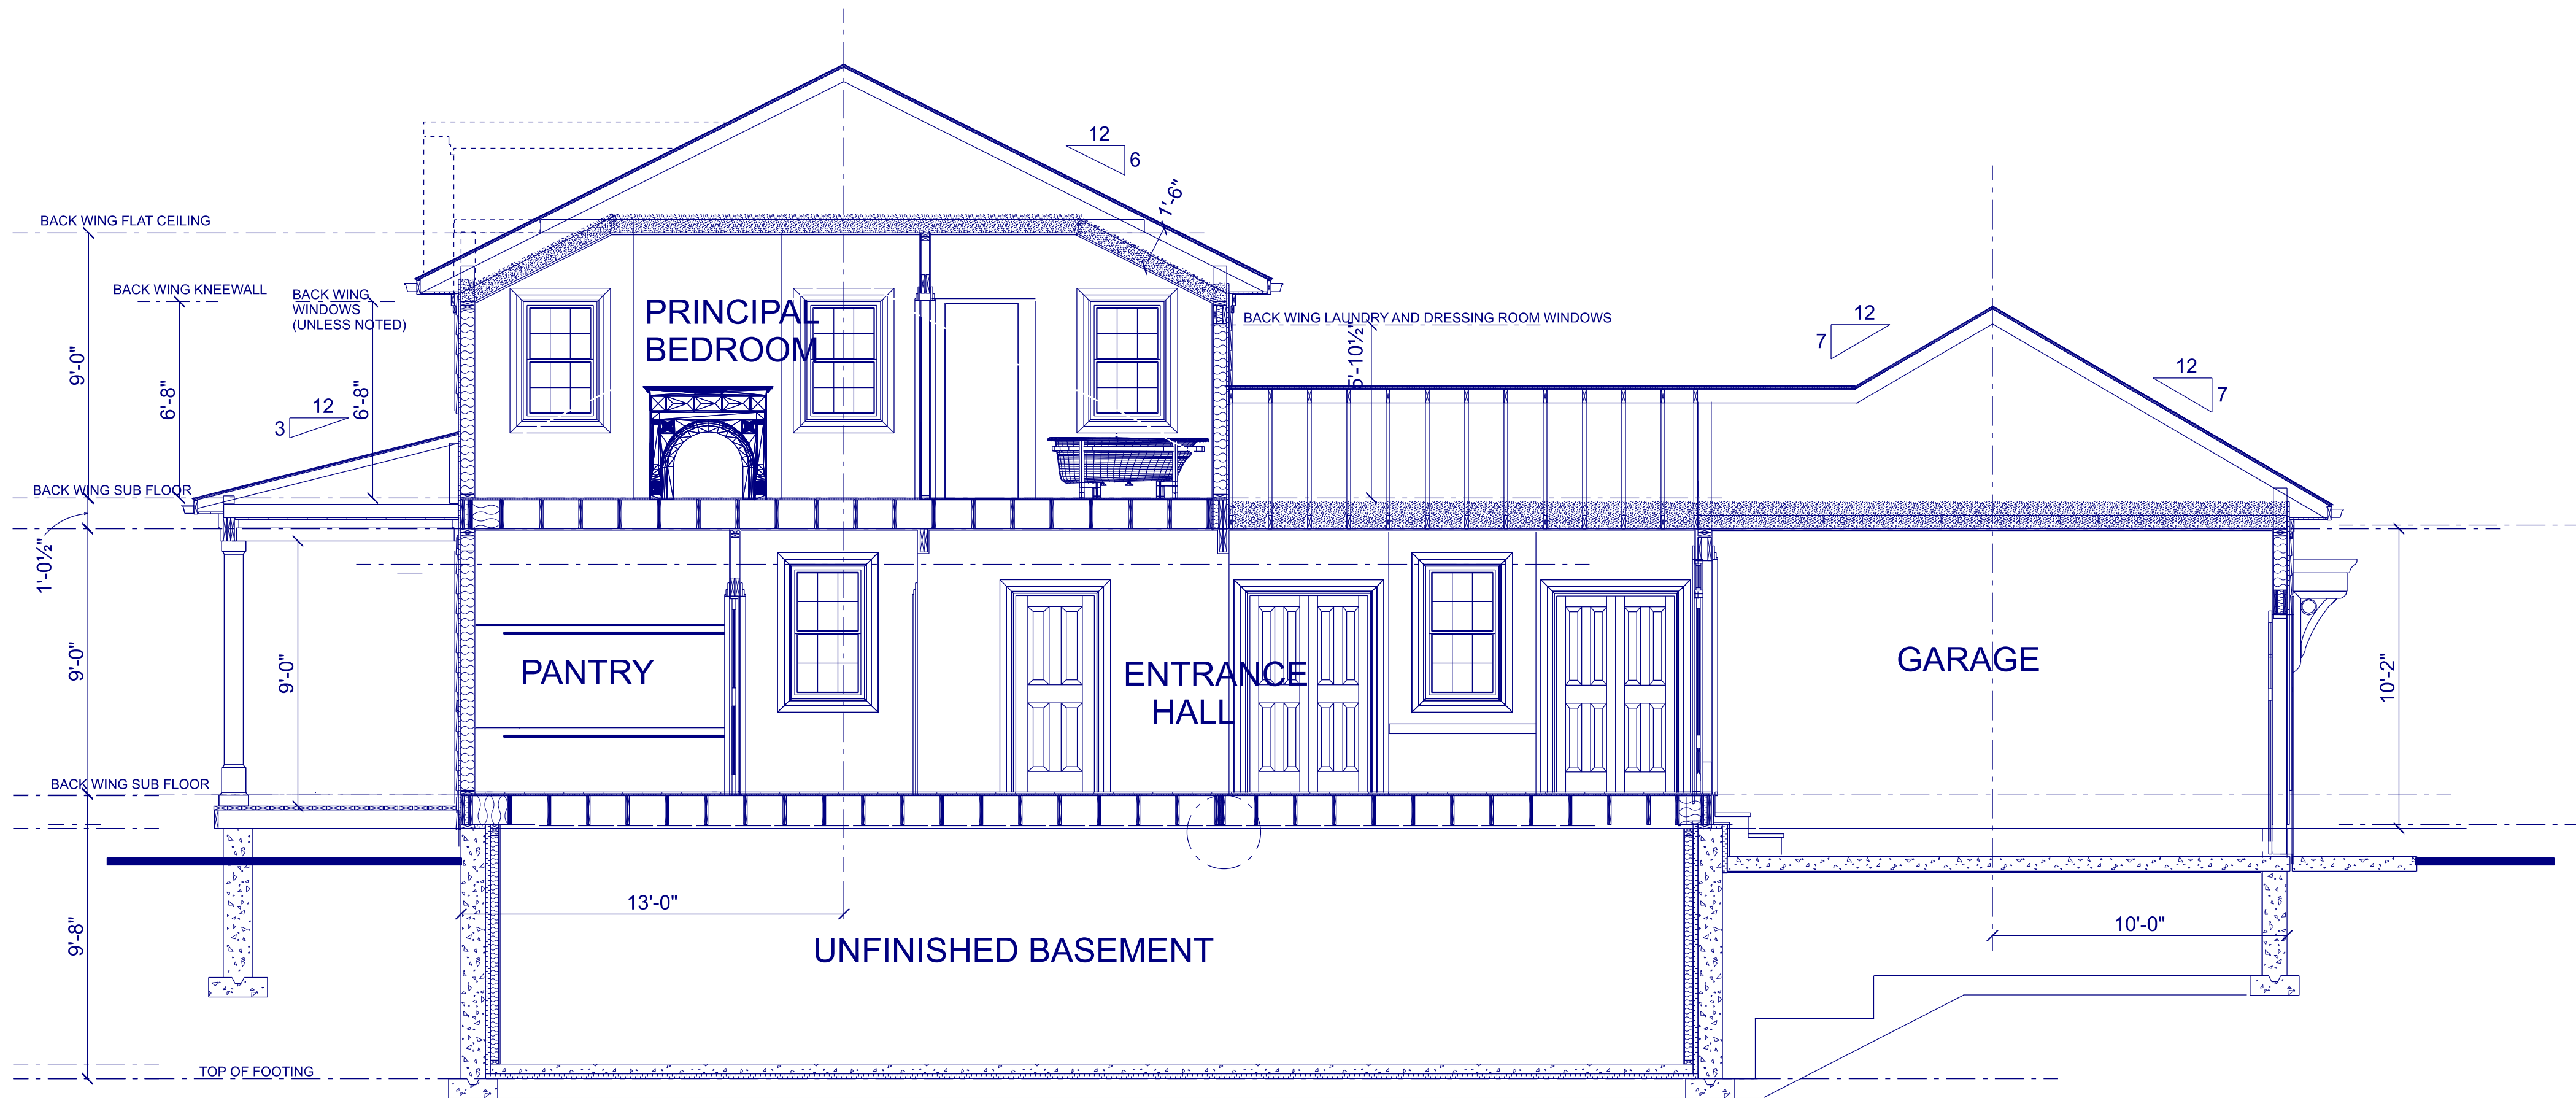 12
6
1'-6"
BACK WING FLAT CEILING
BACK WING KNEEWALL
BACK WING
WINDOWS
(UNLESS NOTED)
PRINCIPAL
BEDROOM
BACK WING LAUNDRY AND DRESSING ROOM WINDOWS
12
7
12
7
9'-0"
6'-8"
6'-8"
5'-10½"
12
3
BACK WING SUB FLOOR
1'-0½"
9'-0"
9'-0"
PANTRY
ENTRANCE
HALL
GARAGE
10'-2"
BACK WING SUB FLOOR
13'-0"
10'-0"
9'-8"
UNFINISHED BASEMENT
TOP OF FOOTING